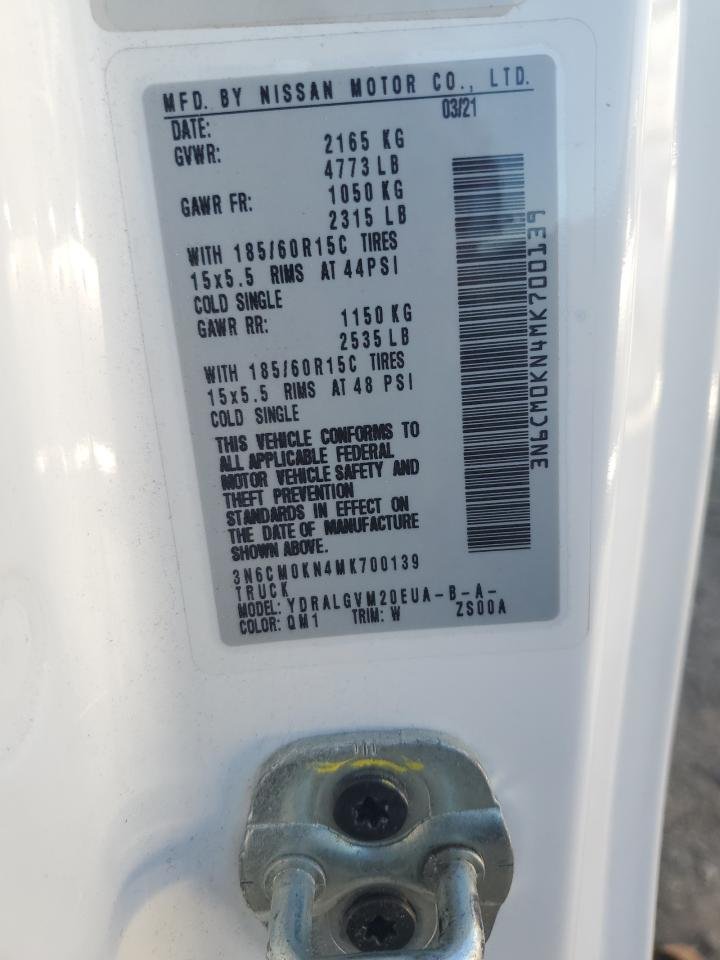 MFD. BY NISSAN MOTOR CO., LTD.
DATE: 03/21
GVWR: 2165 KG
4773 LB
GAWR FR: 1050 KG
2315 LB
WITH 185/60R15C TIRES
15x5.5 RIMS AT 44PSI
COLD SINGLE
GAWR RR: 1150 KG
2535 LB
WITH 185/60R15C TIRES
15x5.5 RIMS AT 48 PSI
COLD SINGLE
THIS VEHICLE CONFORMS TO
ALL APPLICABLE FEDERAL
MOTOR VEHICLE SAFETY AND
THEFT PREVENTION
STANDARDS IN EFFECT ON
THE DATE OF MANUFACTURE
SHOWN ABOVE.
3N6CM0KN4MK700139
TRUCK
MODEL: YDRALGVM20EUA-B-A-
COLOR: QM1 TRIM: W ZS00A
3N6CM0KN4MK700139